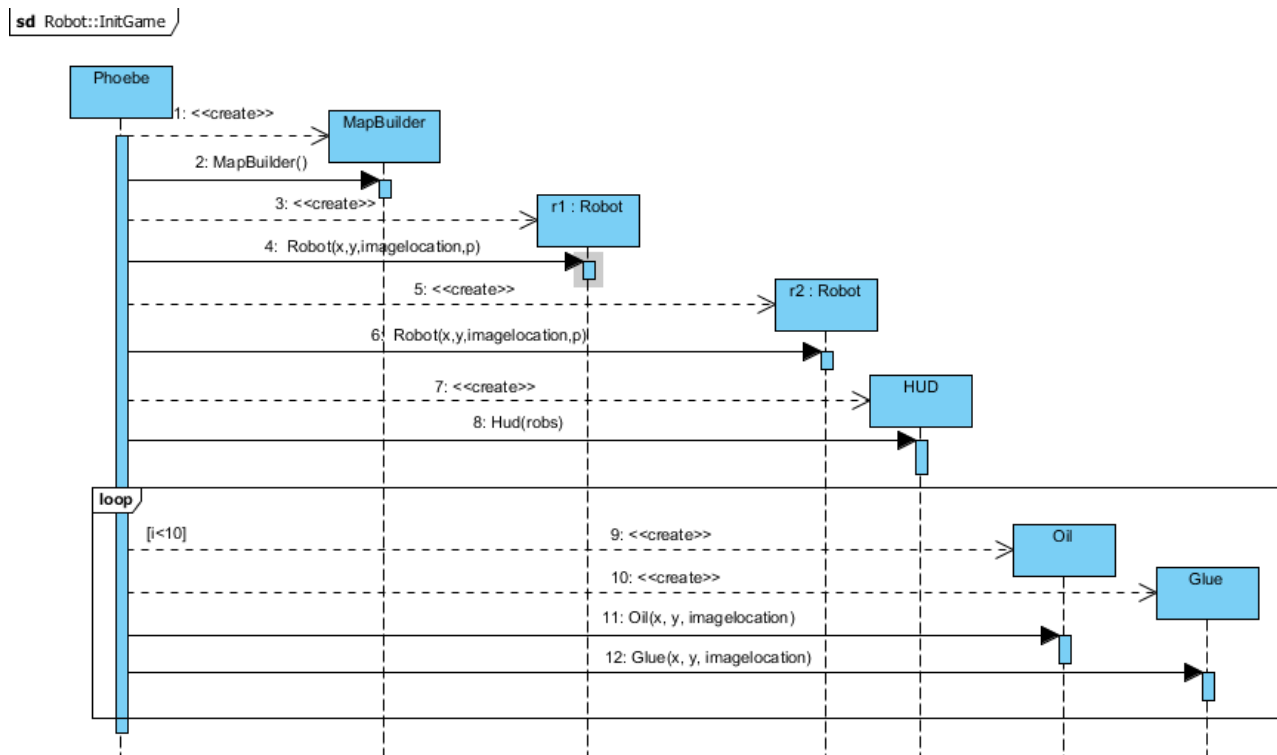 sd Robot::InitGame
Phoebe
1: <<create>>
MapBuilder
2: MapBuilder()
3: <<create>>
r1 : Robot
4: Robot(x,y,imagelocation,p)
5: <<create>>
r2 : Robot
6: Robot(x,y,imagelocation,p)
7: <<create>>
HUD
8: Hud(robs)
loop
[i<10]
9: <<create>>
Oil
10: <<create>>
Glue
11: Oil(x, y, imagelocation)
12: Glue(x, y, imagelocation)